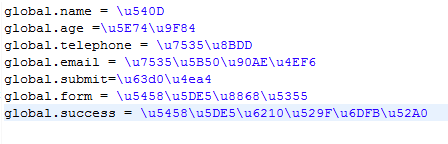 global.name = \u540D
global.age =\u5E74\u9F84
global.telephone = \u7535\u8BDD
global.email = \u7535\u5B50\u90AE\u4EF6
global.submit=\u63d0\u4ea4
global.form = \u5458\u5DE5\u8868\u5355
global.success = \u5458\u5DE5\u6210\u529F\u6DFB\u52A0